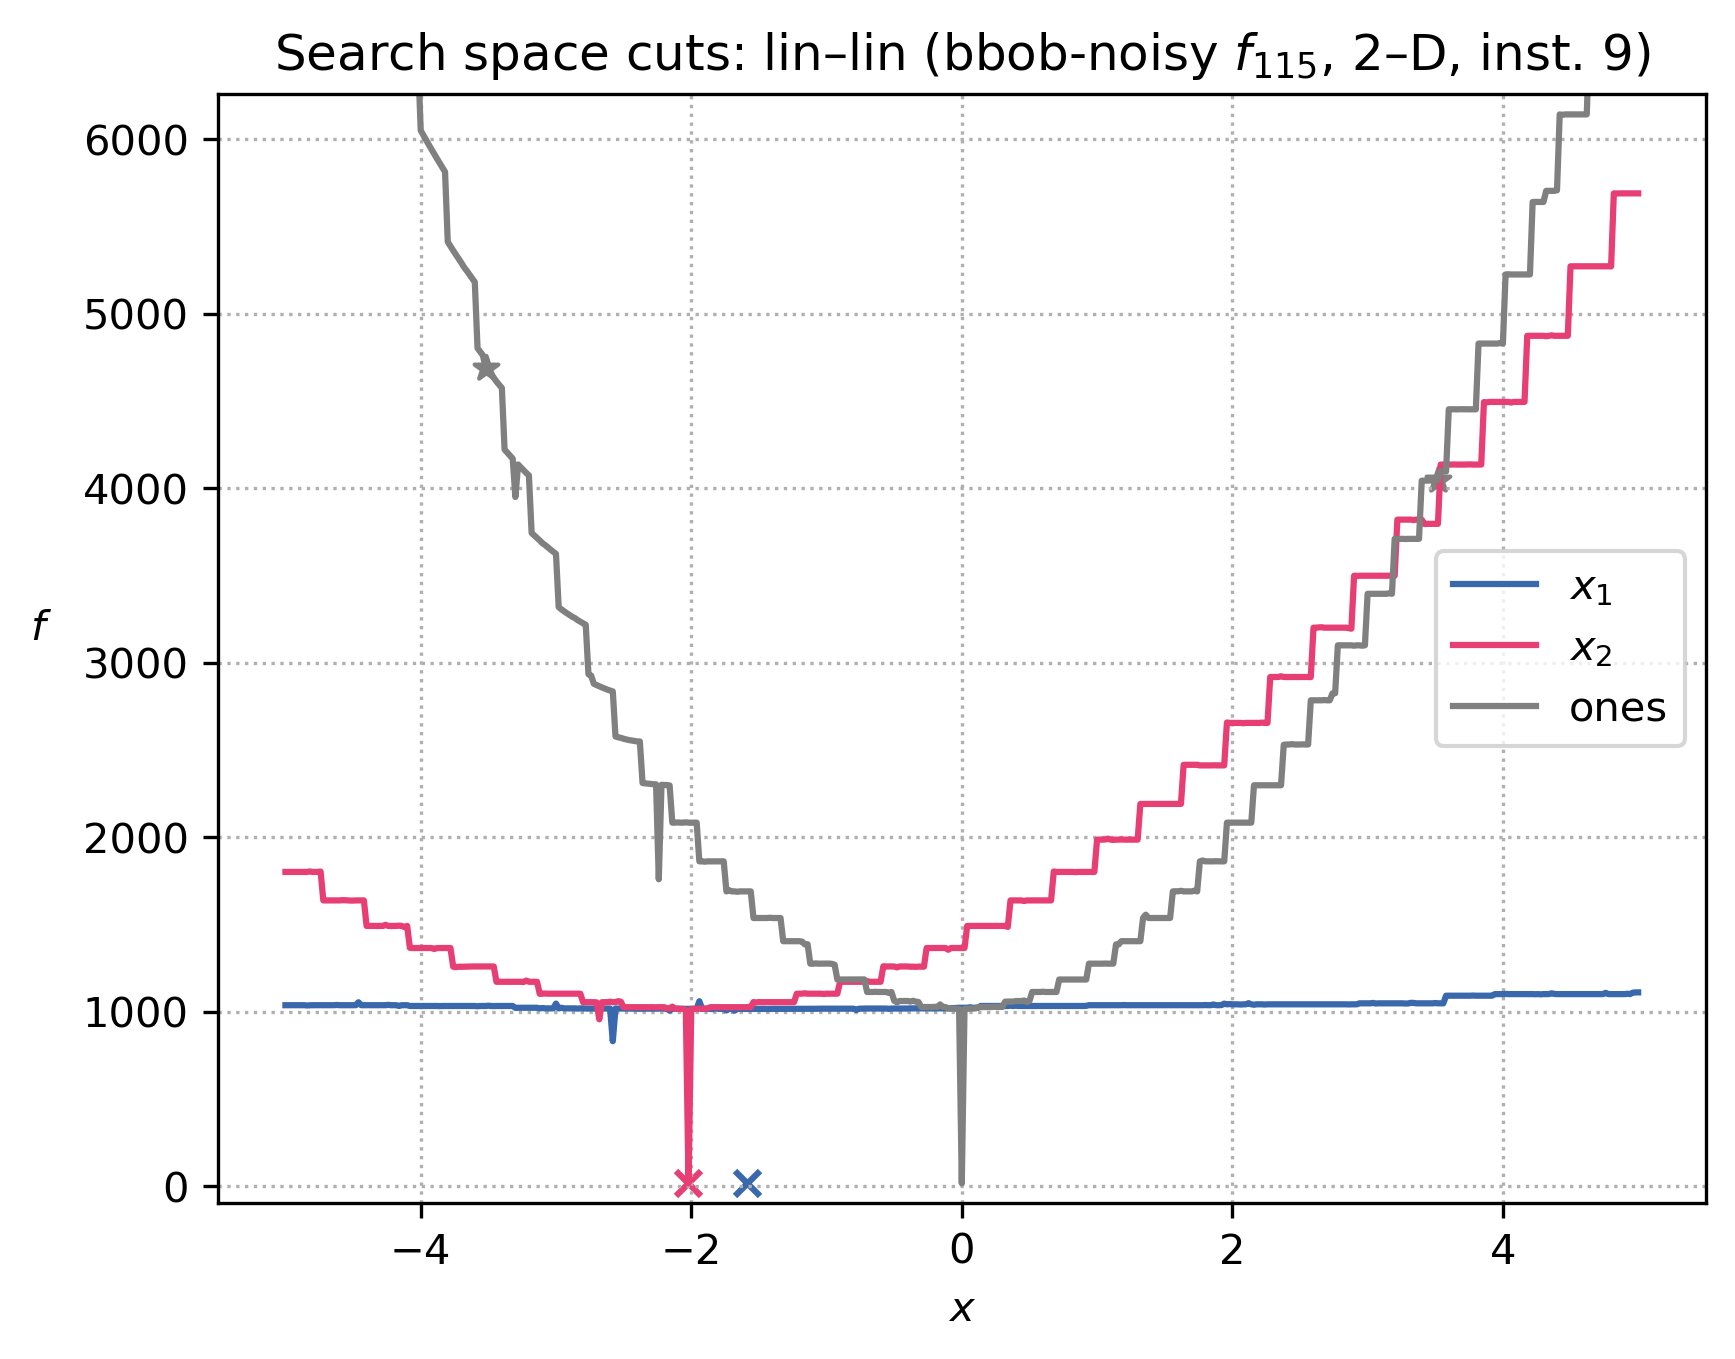 Search space cuts: lin–lin (bbob-noisy f₁₁₅, 2–D, inst. 9)
6000
5000
4000
3000
2000
1000
0
f
x₁
x₂
ones
−4
−2
0
2
4
x